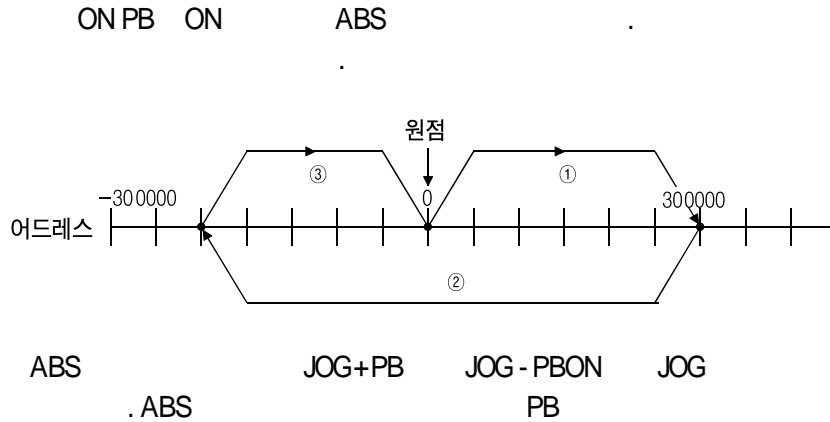 ON PB ON ABS .
.
원점
③ ①
-300000 0 300000
어드레스
②
ABS JOG+PB JOG - PBON JOG
. ABS PB